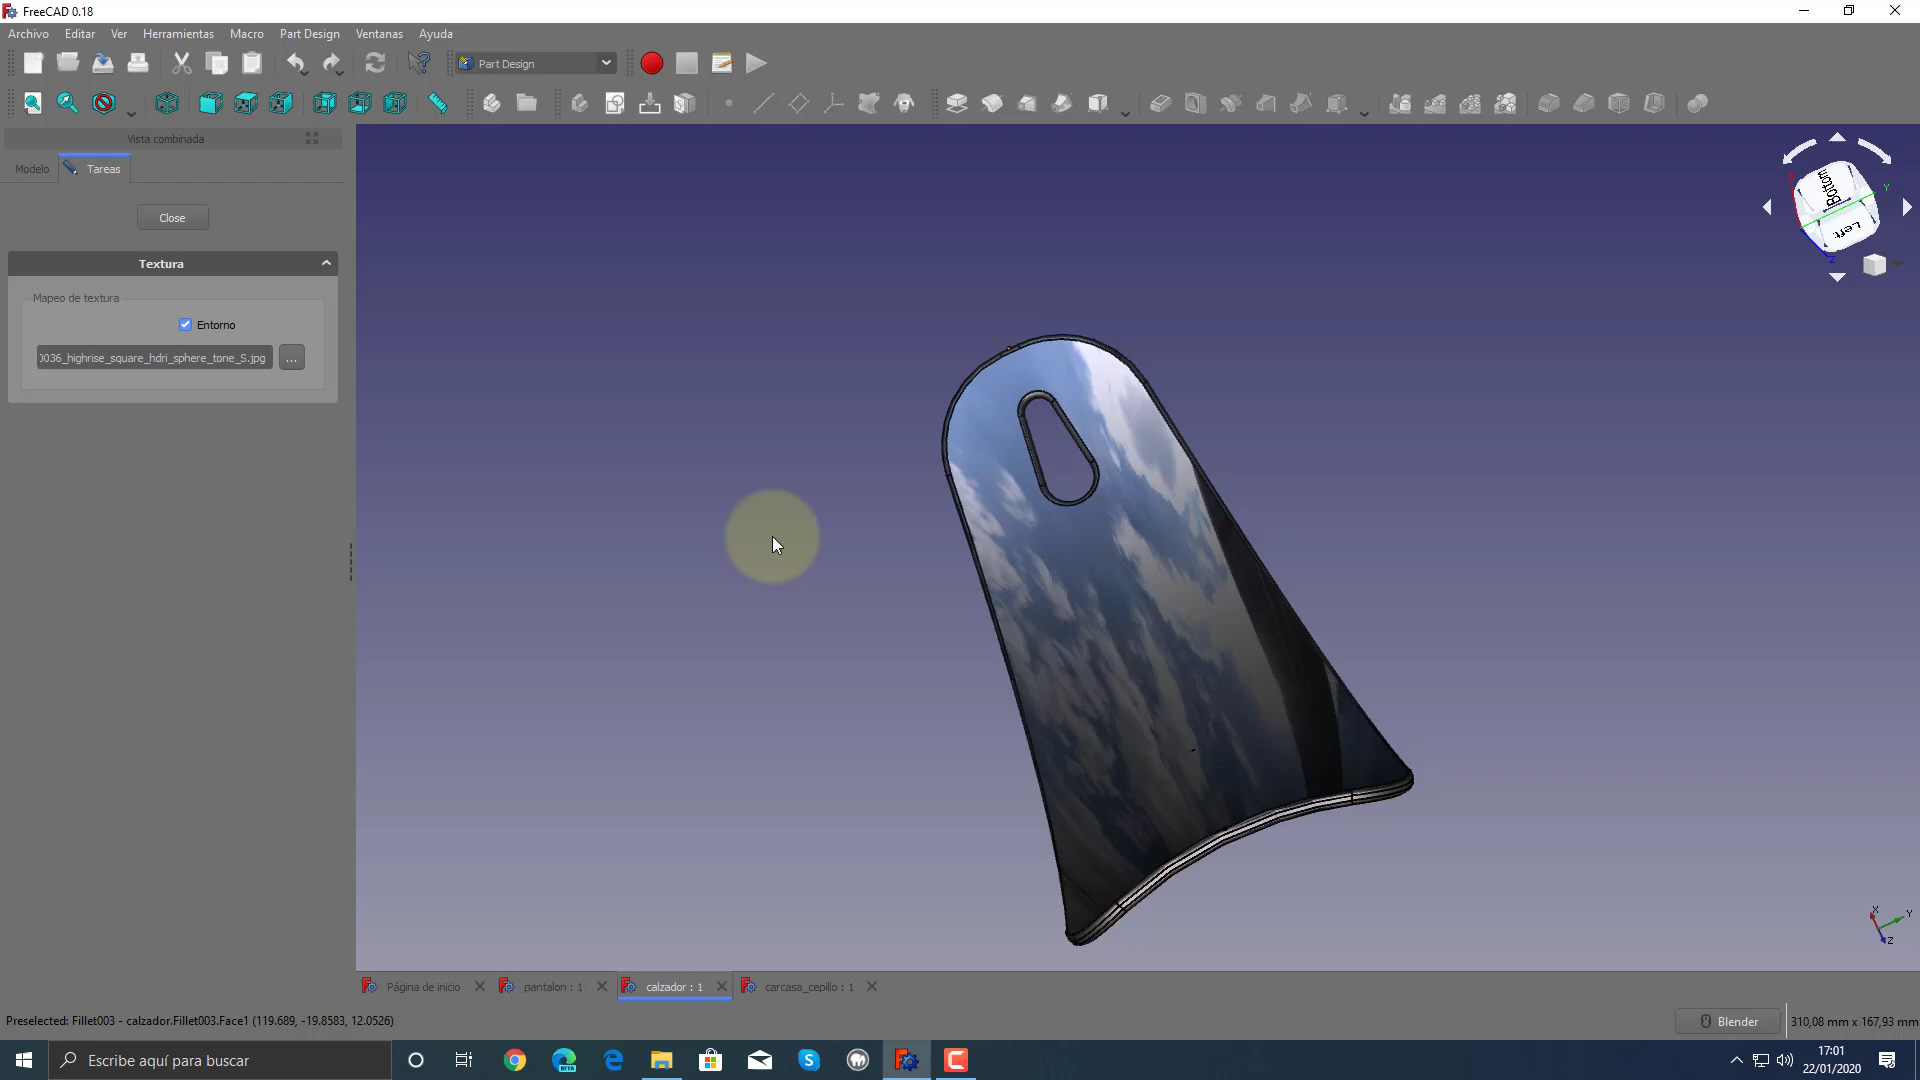 FreeCAD 0.18
Archivo Editar Ver Herramientas Macro Part Design Ventanas Ayuda
Part Design
Vista combinada
Modelo Tareas
Close
Textura
Mapeo de textura
Entorno
0036_highrise_square_hdri_sphere_tone_S.jpg ...
Bottom
Left
Y
Z
X
Y
Z
Página de inicio pantalon : 1 calzador : 1 carcasa_cepillo : 1
Preselected: Fillet003 - calzador.Fillet003.Face1 (119.689, -19.8583, 12.0526)
Blender 310,08 mm x 167,93 mm
Escribe aquí para buscar
BETA
17:01
22/01/2020